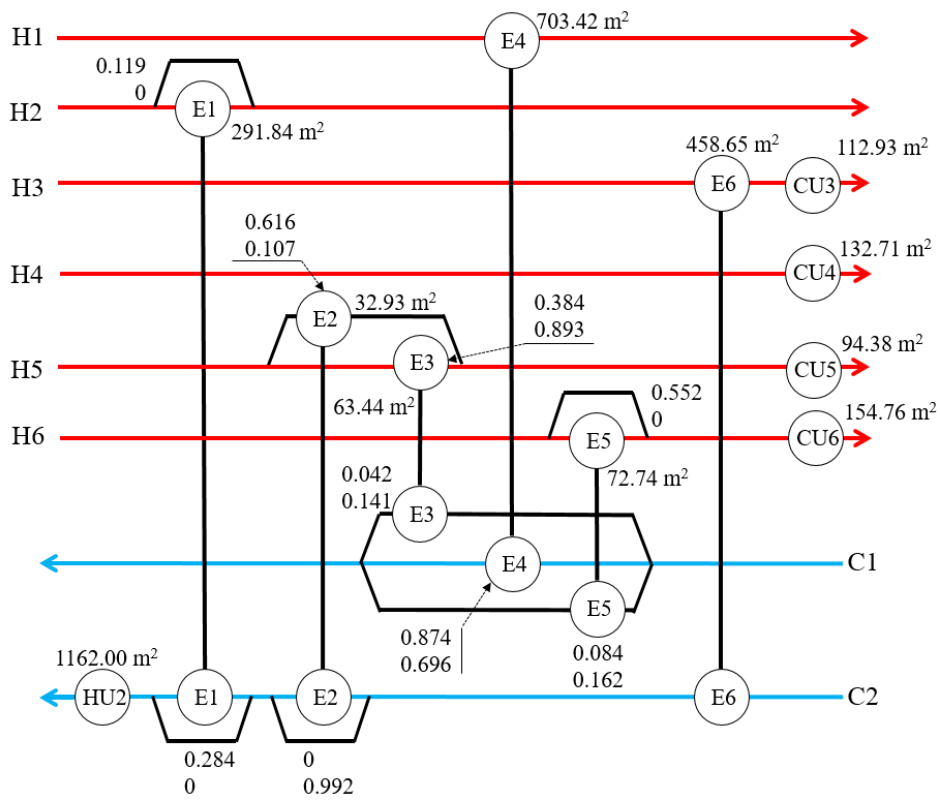 H1
E4
703.42 m²
0.119
0
H2
E1
291.84 m²
H3
458.65 m²
E6
112.93 m²
CU3
H4
132.71 m²
CU4
0.616
0.107
E2
32.93 m²
0.384
0.893
H5
E3
94.38 m²
CU5
63.44 m²
0.552
0
H6
E5
154.76 m²
CU6
72.74 m²
0.042
0.141
E3
E4
C1
E5
0.874
0.696
0.084
0.162
1162.00 m²
HU2
E1
E2
E6
C2
0.284
0
0
0.992